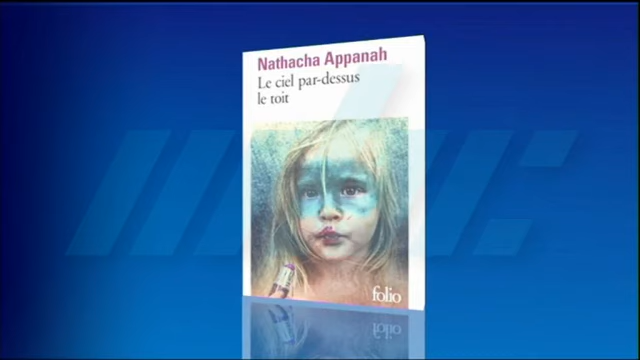 Nathacha Appanah
Le ciel par-dessus
le toit
folio